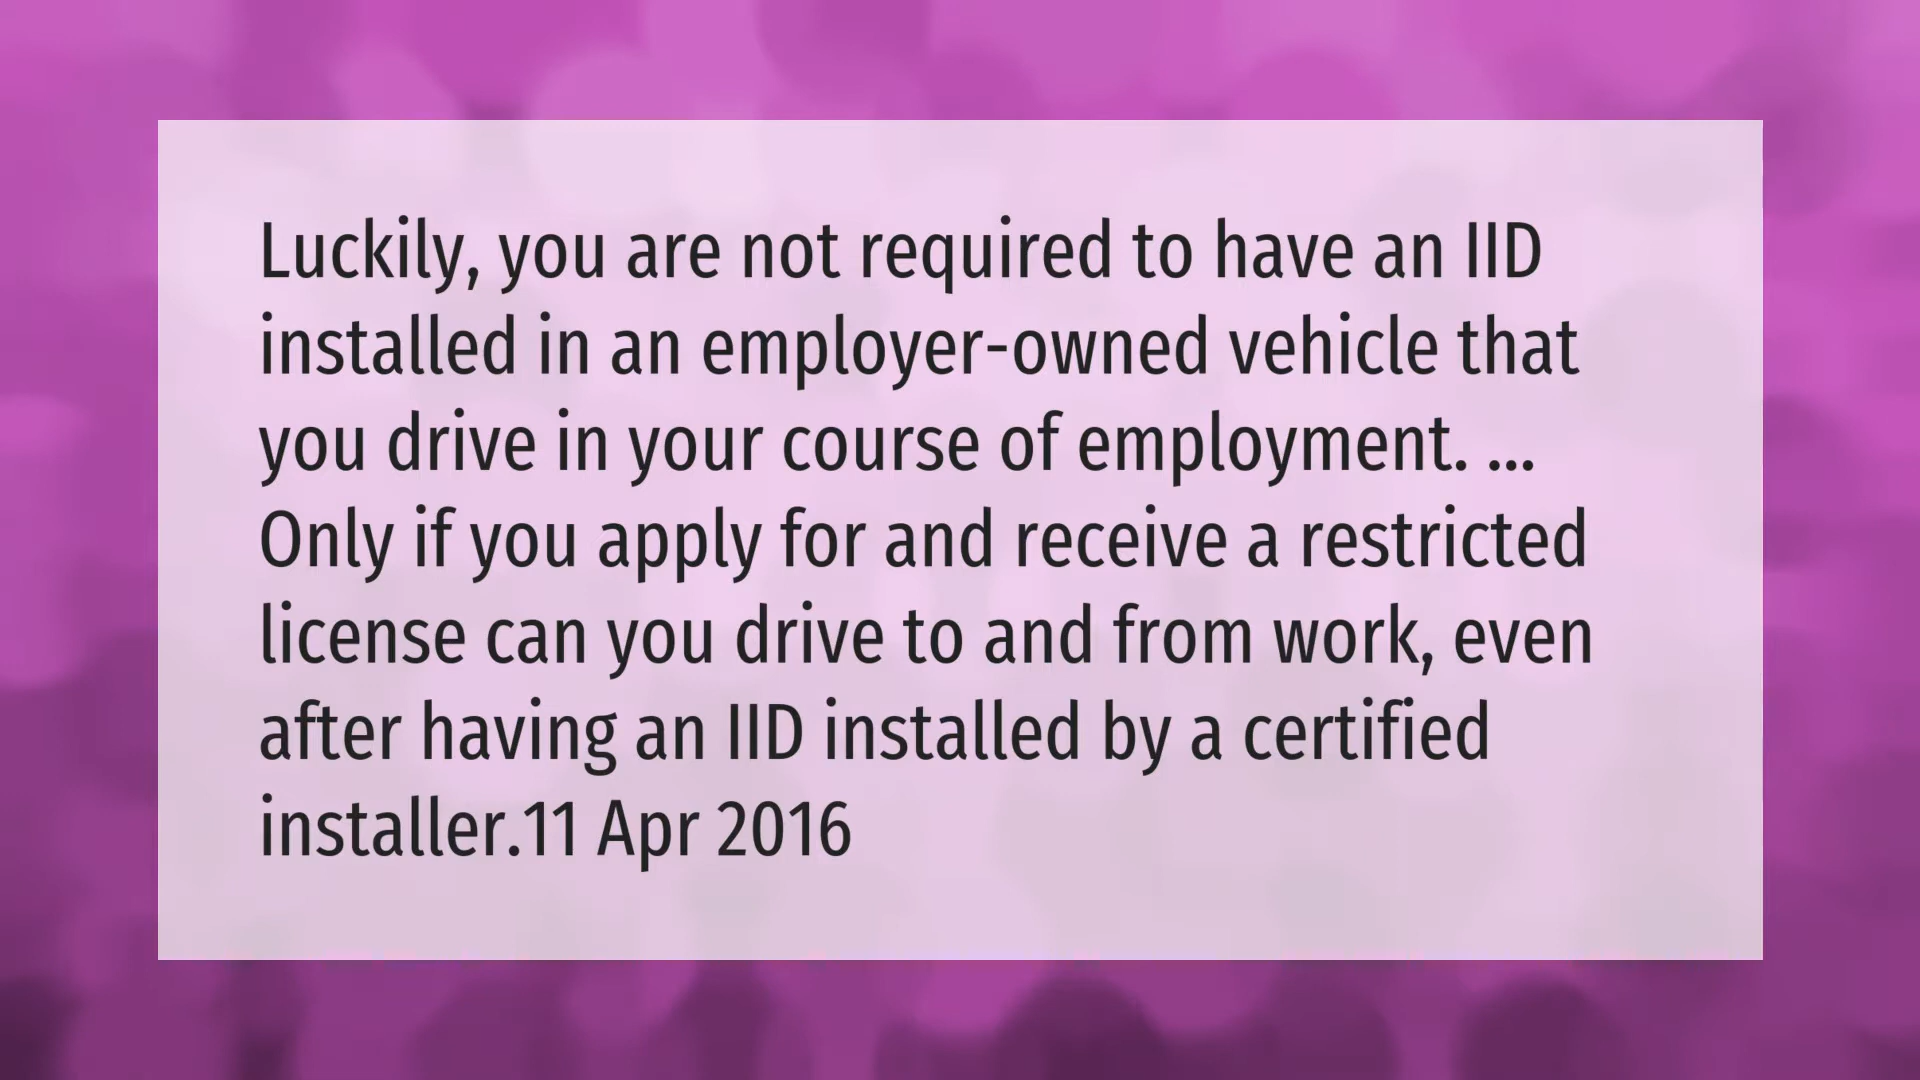 Luckily, you are not required to have an IID
installed in an employer-owned vehicle that
you drive in your course of employment. ...
Only if you apply for and receive a restricted
license can you drive to and from work, even
after having an IID installed by a certified
installer.11 Apr 2016